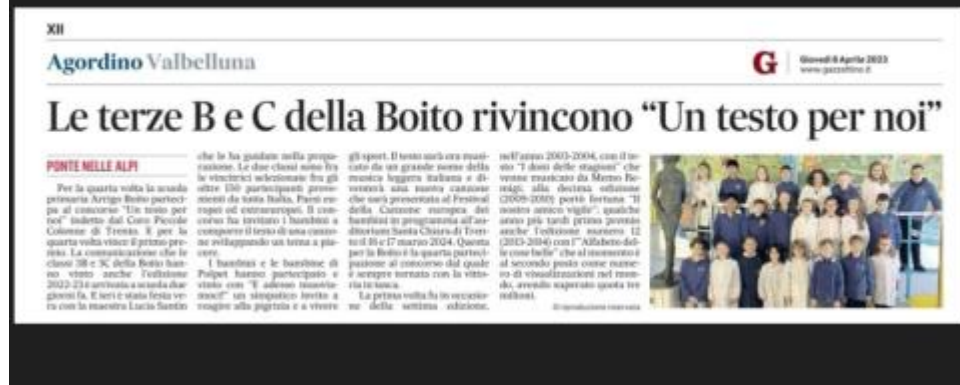 XII
Agordino Valbelluna
G
Giovedì 6 Aprile 2023
www.gazzettino.it
Le terze B e C della Boito rivincono “Un testo per noi”
PONTE NELLE ALPI
Per la quarta volta la scuola
primaria Arrigo Boito parteci-
pa al concorso "Un testo per
noi" indetto dal Coro Piccole
Colonne di Trento. E per la
quarta volta vince il primo pre-
mio. La comunicazione che le
classi 3B e 3C della Boito han-
no vinto anche l'edizione
2022-23 è arrivata a scuola due
giorni fa. E ieri è stata festa ve-
ra con la maestra Lucia Santin
che le ha guidate nella prepa-
razione. Le due classi sono fra
le vincitrici selezionate fra gli
oltre 150 partecipanti prove-
nienti da tutta Italia, Paesi eu-
ropei ed extraeuropei. Il con-
corso ha invitato i bambini a
comporre il testo di una canzo-
ne sviluppando un tema a pia-
cere.
I bambini e le bambine di
Polpet hanno partecipato e
vinto con "E adesso muovia-
moci!" un simpatico invito a
reagire alla pigrizia e a vivere
gli sport. Il testo sarà ora musi-
cato da un grande nome della
musica leggera italiana e di-
venterà una nuova canzone
che sarà presentata al Festival
della Canzone europea dei
bambini in programma all'au-
ditorium Santa Chiara di Tren-
to il 16 e 17 marzo 2024. Questa
per la Boito è la quarta parteci-
pazione al concorso dal quale
è sempre tornata con la vitto-
ria in tasca.
La prima volta fu in occasio-
ne della settima edizione,
nell'anno 2003-2004, con il te-
sto "I doni delle stagioni" che
venne musicato da Memo Re-
migi; alla decima edizione
(2009-2010) portò fortuna "Il
nostro amico vigile"; qualche
anno più tardi primo premio
anche l'edizione numero 12
(2013-2014) con l'"Alfabeto del-
le cose belle" che al momento è
al secondo posto come nume-
ro di visualizzazioni nel mon-
do, avendo superato quota tre
milioni.
© riproduzione riservata